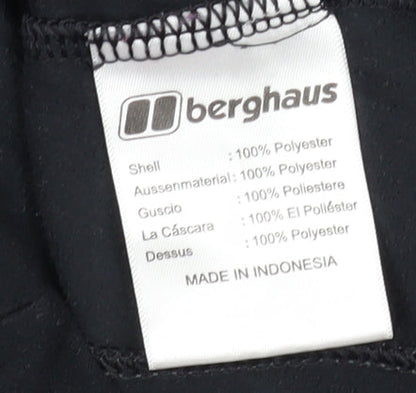 berghaus
Shell : 100% Polyester
Aussenmaterial : 100% Polyester
Guscio : 100% Poliestere
La Cáscara : 100% El Poliéster
Dessus : 100% Polyester
MADE IN INDONESIA